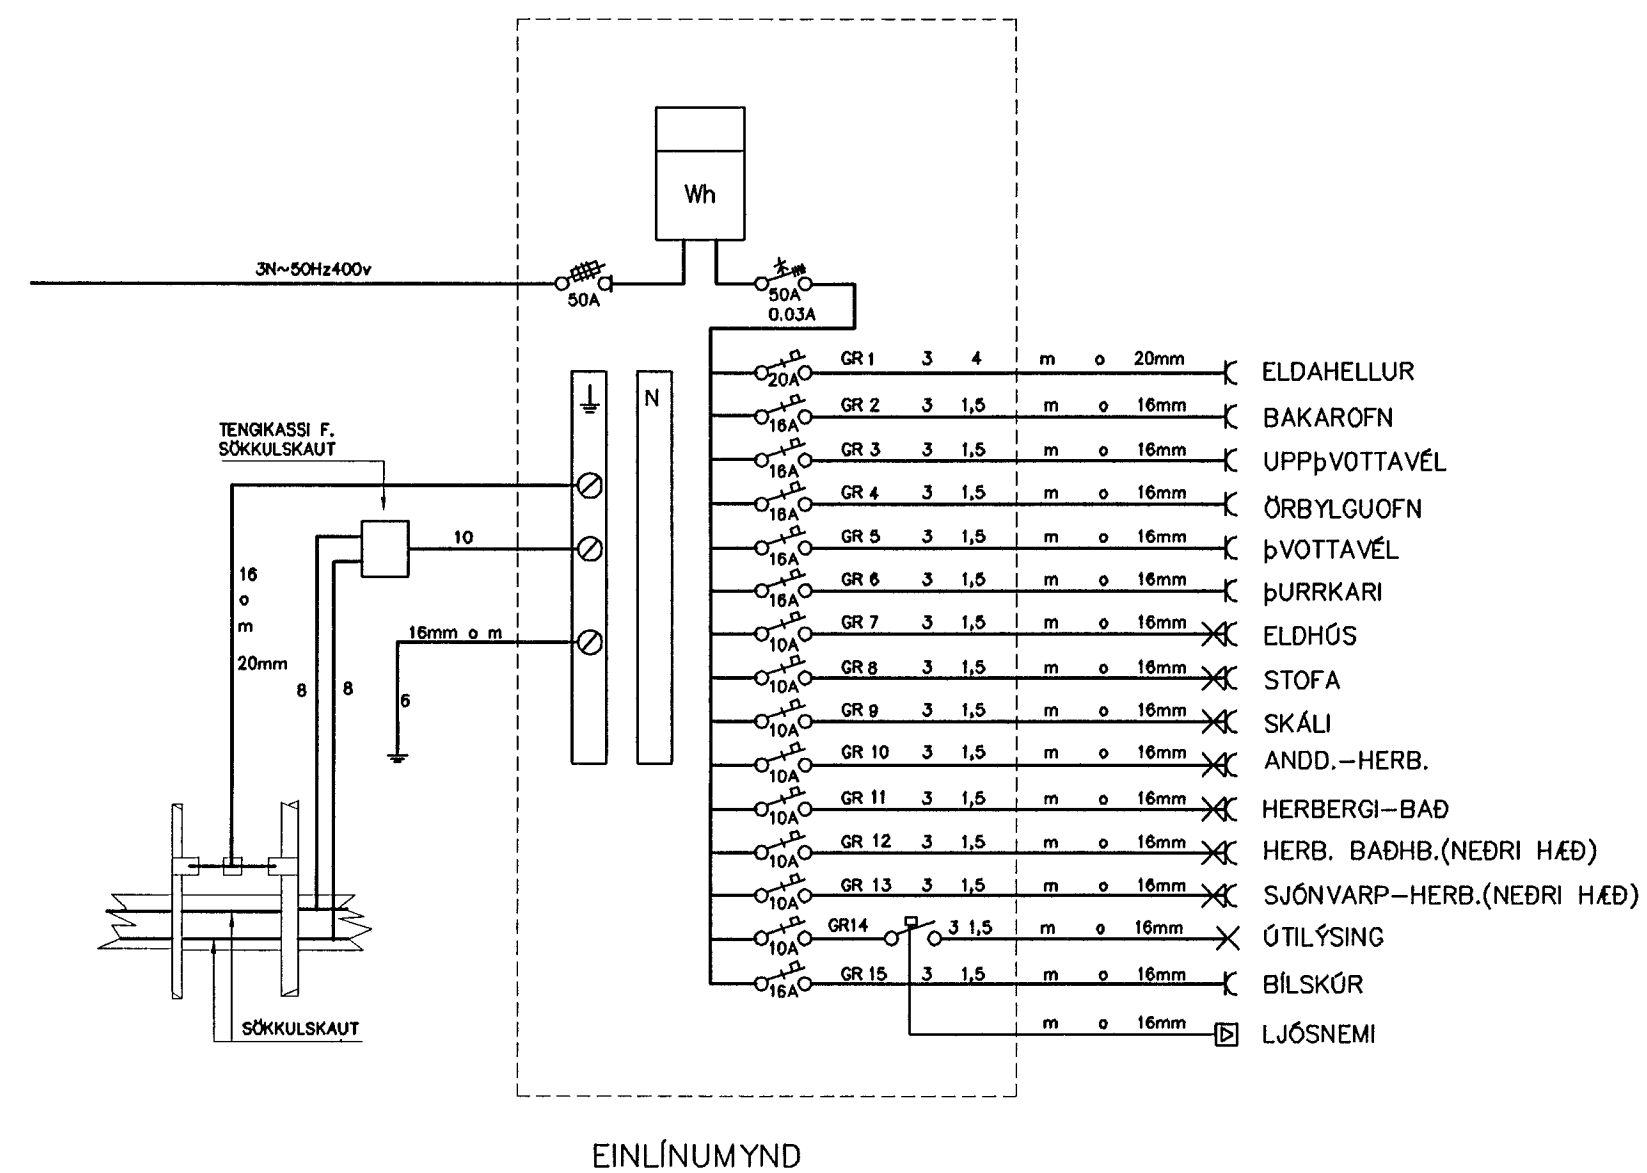 Wh
3N~50Hz400v
50A
50A
0.03A
GR 1 3 4 m o 20mm ELDAHELLUR
20A
GR 2 3 1,5 m o 16mm BAKAROFN
16A
GR 3 3 1,5 m o 16mm UPPÞVOTTAVÉL
16A
GR 4 3 1,5 m o 16mm ÖRBYLGUOFN
16A
GR 5 3 1,5 m o 16mm ÞVOTTAVÉL
16A
GR 6 3 1,5 m o 16mm ÞURRKARI
16A
GR 7 3 1,5 m o 16mm ELDHÚS
10A
GR 8 3 1,5 m o 16mm STOFA
10A
GR 9 3 1,5 m o 16mm SKÁLI
10A
GR 10 3 1,5 m o 16mm ANDD.-HERB.
10A
GR 11 3 1,5 m o 16mm HERBERGI-BAÐ
10A
GR 12 3 1,5 m o 16mm HERB. BAÐHB.(NEÐRI HÆÐ)
10A
GR 13 3 1,5 m o 16mm SJÓNVARP-HERB.(NEÐRI HÆÐ)
10A
GR14 3 1,5 m o 16mm ÚTILÝSING
10A
GR 15 3 1,5 m o 16mm BÍLSKÚR
16A
m o 16mm LJÓSNEMI
N
TENGIKASSI F.
SÖKKULSKAUT
10
16
o
m
20mm
8
8
16mm o m
6
SÖKKULSKAUT
EINLÍNUMYND